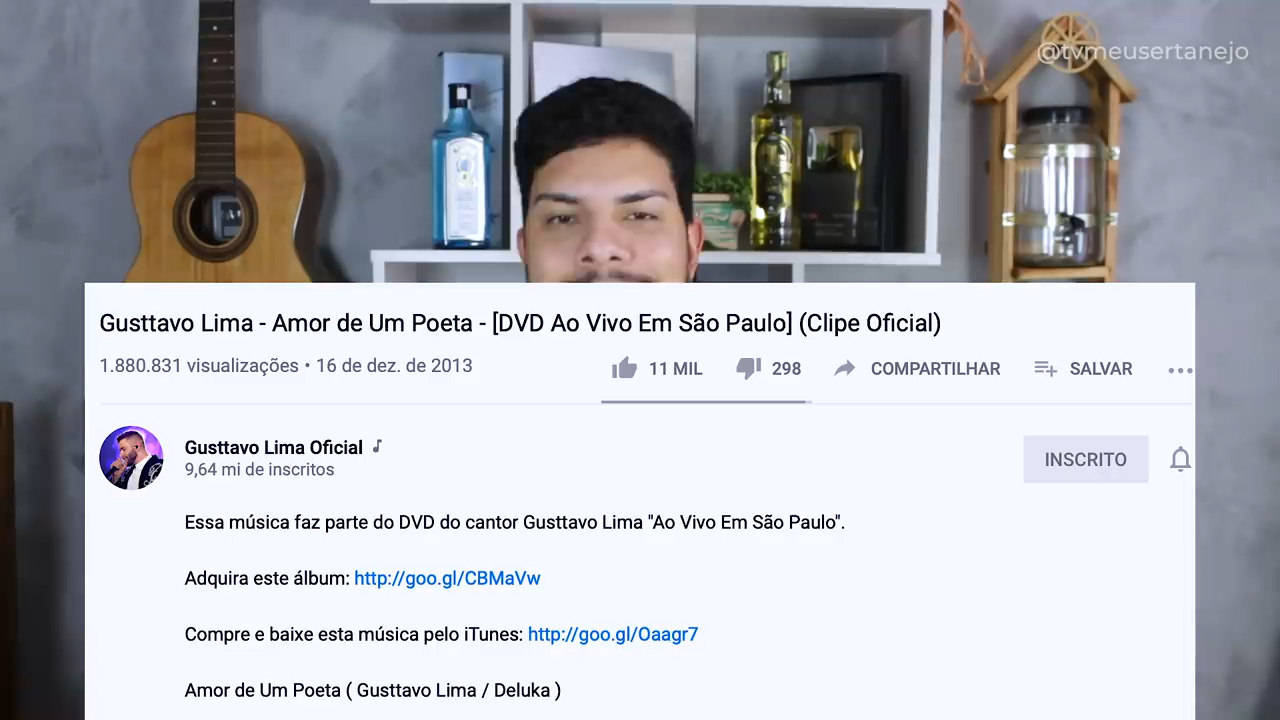 @tvmeusertanejo
Gusttavo Lima - Amor de Um Poeta - [DVD Ao Vivo Em São Paulo] (Clipe Oficial)
1.880.831 visualizações • 16 de dez. de 2013
11 MIL
298
COMPARTILHAR
SALVAR
Gusttavo Lima Oficial
9,64 mi de inscritos
INSCRITO
Essa música faz parte do DVD do cantor Gusttavo Lima "Ao Vivo Em São Paulo".
Adquira este álbum: http://goo.gl/CBMaVw
Compre e baixe esta música pelo iTunes: http://goo.gl/Oaagr7
Amor de Um Poeta ( Gusttavo Lima / Deluka )